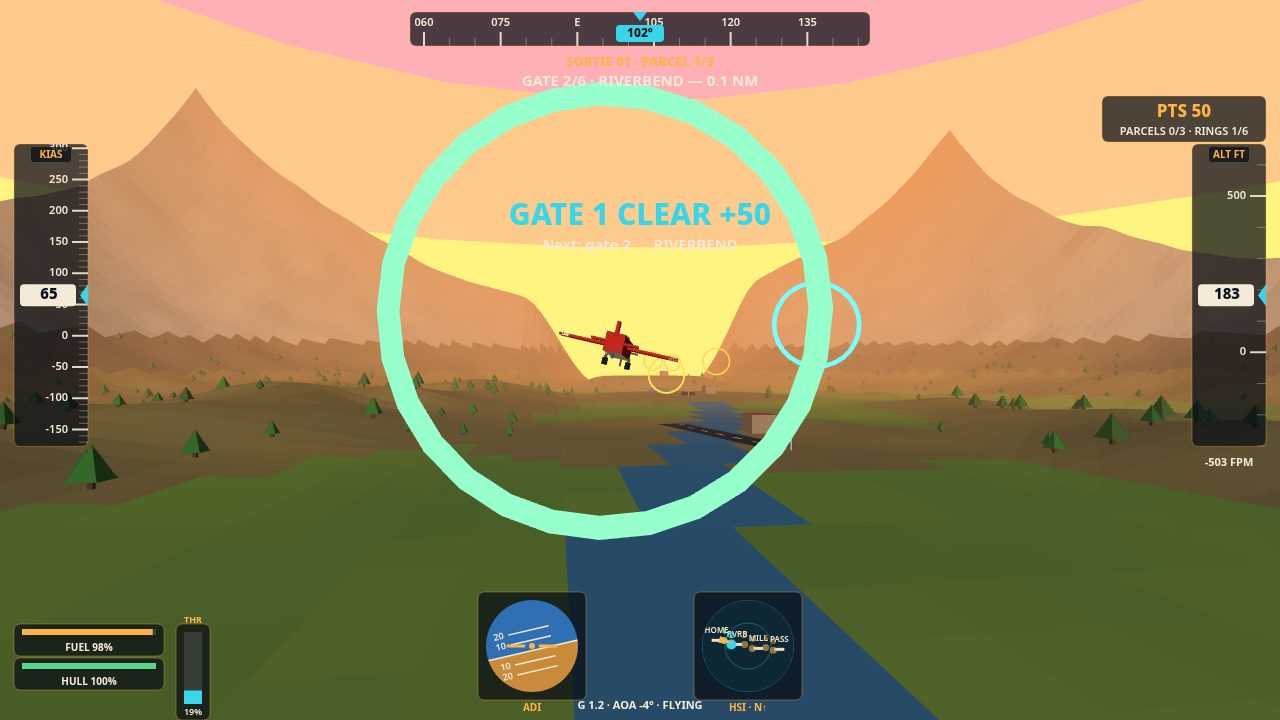 060 075 E 105 120 135
102°
SORTIE 01 · PARCEL 1/3
GATE 2/6 · RIVERBEND — 0.1 NM
PTS 50
PARCELS 0/3 · RINGS 1/6
KIAS
250
200
150
100
65
0
-50
-100
-150
ALT FT
500
183
0
-503 FPM
GATE 1 CLEAR +50
Next: gate 2 → RIVERBEND
FUEL 98%
HULL 100%
THR
19%
20
10
10
20
ADI
G 1.2 · AOA -4° · FLYING
HOME RVRB MILL PASS
HSI · N↑